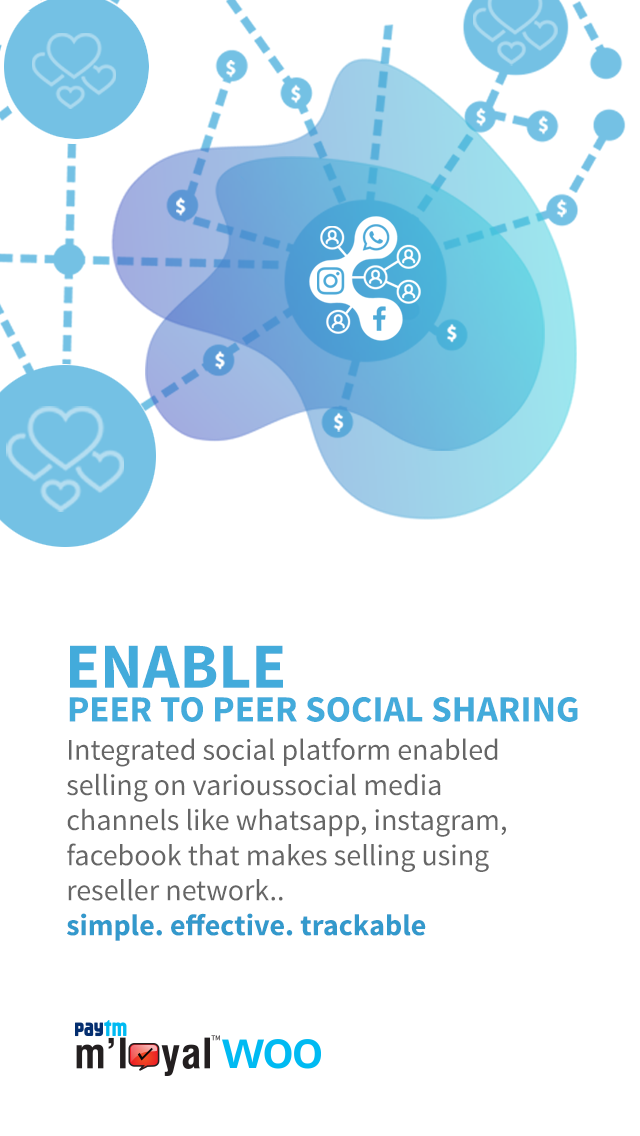 $
$
$
$
$
$
$
$
$
ENABLE
PEER TO PEER SOCIAL SHARING
Integrated social platform enabled
selling on varioussocial media
channels like whatsapp, instagram,
facebook that makes selling using
reseller network..
simple. effective. trackable
paytm
m'loyal™ WOO